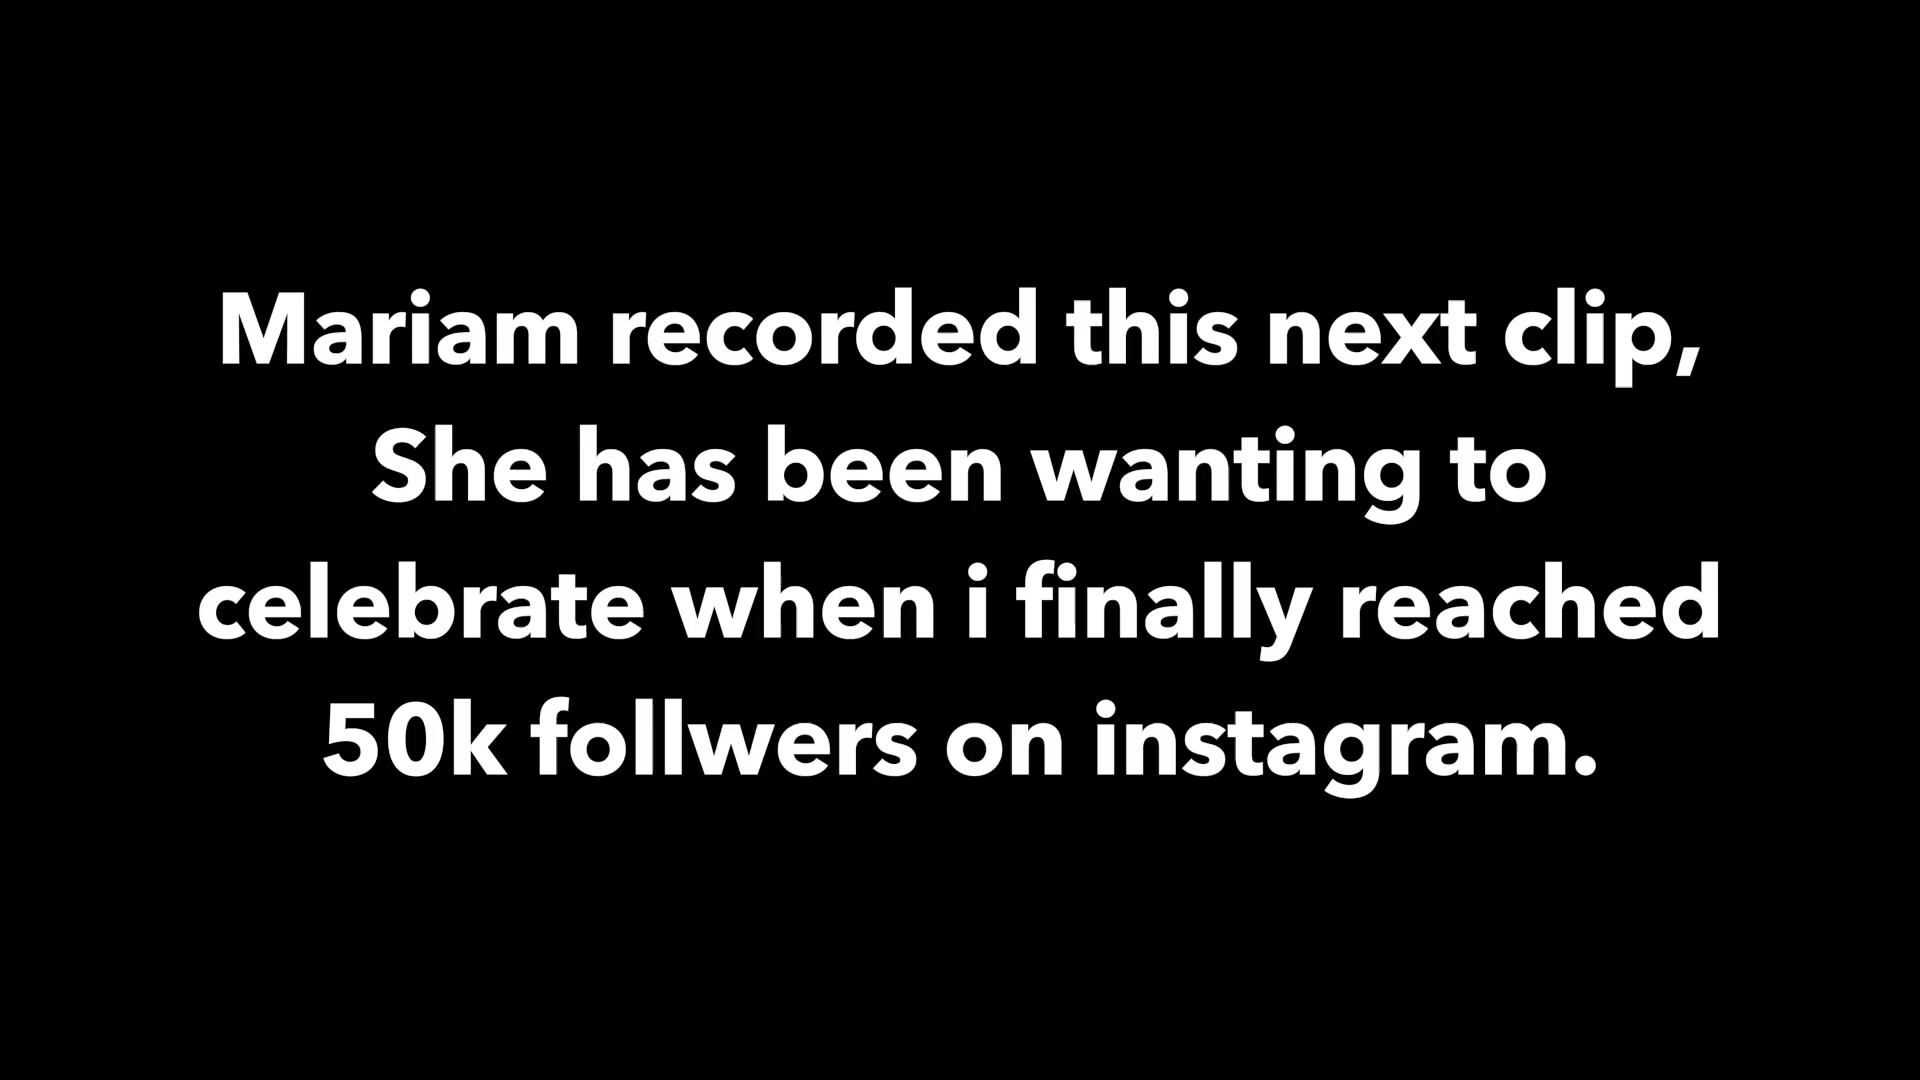 Mariam recorded this next clip,
She has been wanting to
celebrate when i finally reached
50k follwers on instagram.